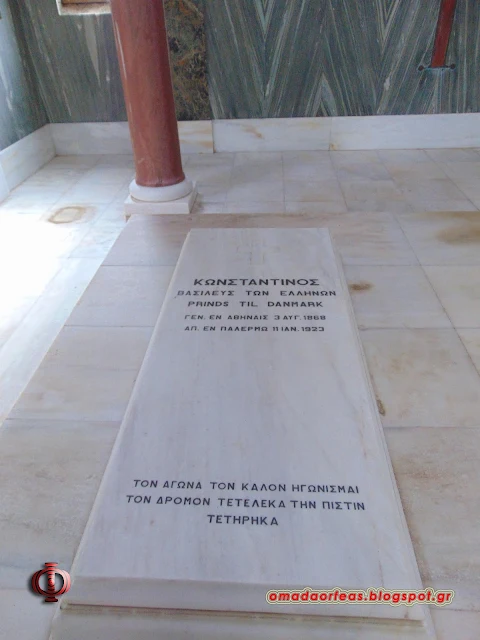 ΚΩΝΣΤΑΝΤΙΝΟΣ
ΒΑΣΙΛΕΥΣ ΤΩΝ ΕΛΛΗΝΩΝ
PRINDS TIL DANMARK
ΓΕΝ. ΕΝ ΑΘΗΝΑΙΣ 3 ΑΥΓ. 1868
ΑΠ. ΕΝ ΠΑΛΕΡΜΩ 11 ΙΑΝ. 1923
ΤΟΝ ΑΓΩΝΑ ΤΟΝ ΚΑΛΟΝ ΗΓΩΝΙΣΜΑΙ
ΤΟΝ ΔΡΟΜΟΝ ΤΕΤΕΛΕΚΑ ΤΗΝ ΠΙΣΤΙΝ
ΤΕΤΗΡΗΚΑ
omadaorfeas.blogspot.gr